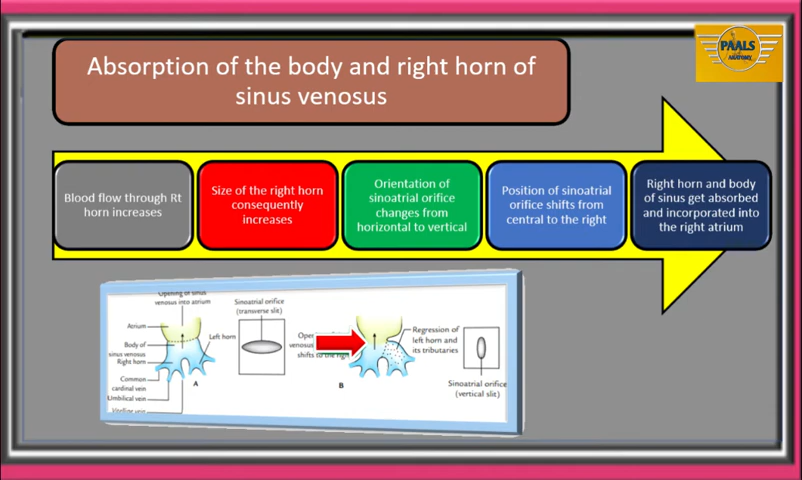 PAALS
ANATOMY
Absorption of the body and right horn of
sinus venosus
Blood flow through Rt
horn increases
Size of the right horn
consequently
increases
Orientation of
sinoatrial orifice
changes from
horizontal to vertical
Position of sinoatrial
orifice shifts from
central to the right
Right horn and body
of sinus get absorbed
and incorporated into
the right atrium
Opening of sinus
venosus into atrium
Atrium
Body of
sinus venosus
Right horn
Common
cardinal vein
Umbilical vein
Vitelline vein
Left horn
A
Sinoatrial orifice
(transverse slit)
venosus
shifts to the
B
Regression of
left horn and
its tributaries
Sinoatrial orifice
(vertical slit)